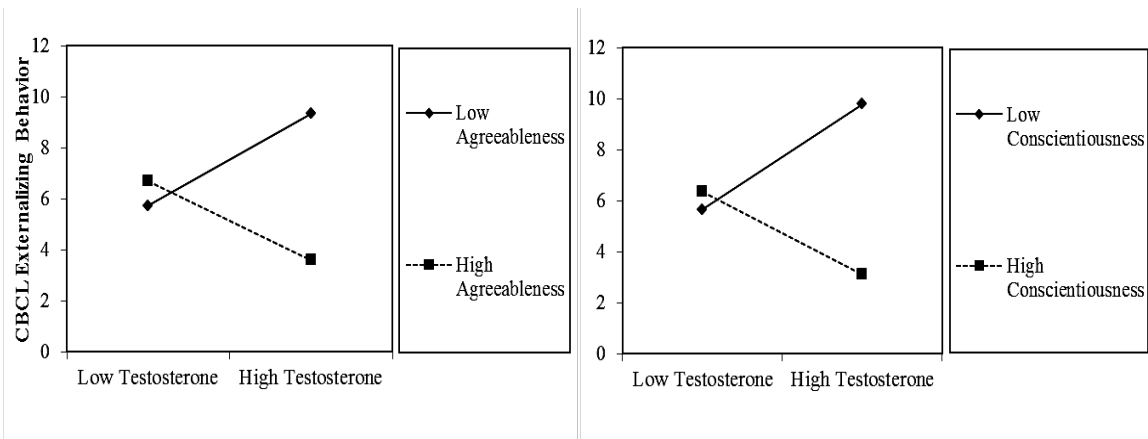 CBCL Externalizing Behavior
12
10
8
6
4
2
0
Low Testosterone
High Testosterone
Low
Agreeableness
High
Agreeableness
12
10
8
6
4
2
0
Low Testosterone
High Testosterone
Low
Conscientiousness
High
Conscientiousness